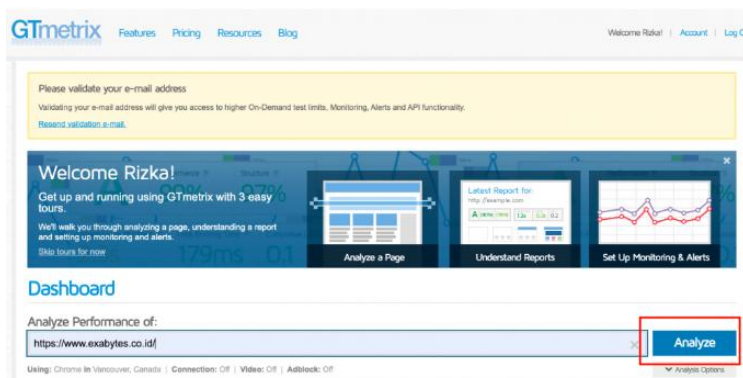 GTmetrix Features Pricing Resources Blog Welcome Rizka! | Account | Log O
Please validate your e-mail address
Validating your e-mail address will give you access to higher On-Demand test limits, Monitoring, Alerts and API functionality.
Resend validation e-mail.
Welcome Rizka!
Get up and running using GTmetrix with 3 easy
tours.
We'll walk you through analyzing a page, understanding a report
and setting up monitoring and alerts.
Skip tours for now
179ms 0.1
Latest Report for:
http://example.com
Analyze a Page
Understand Reports
Set Up Monitoring & Alerts
Dashboard
Analyze Performance of:
https://www.exabytes.co.id/
Analyze
Using: Chrome in Vancouver, Canada | Connection: Off | Video: Off | Adblock: Off
Analysis Options